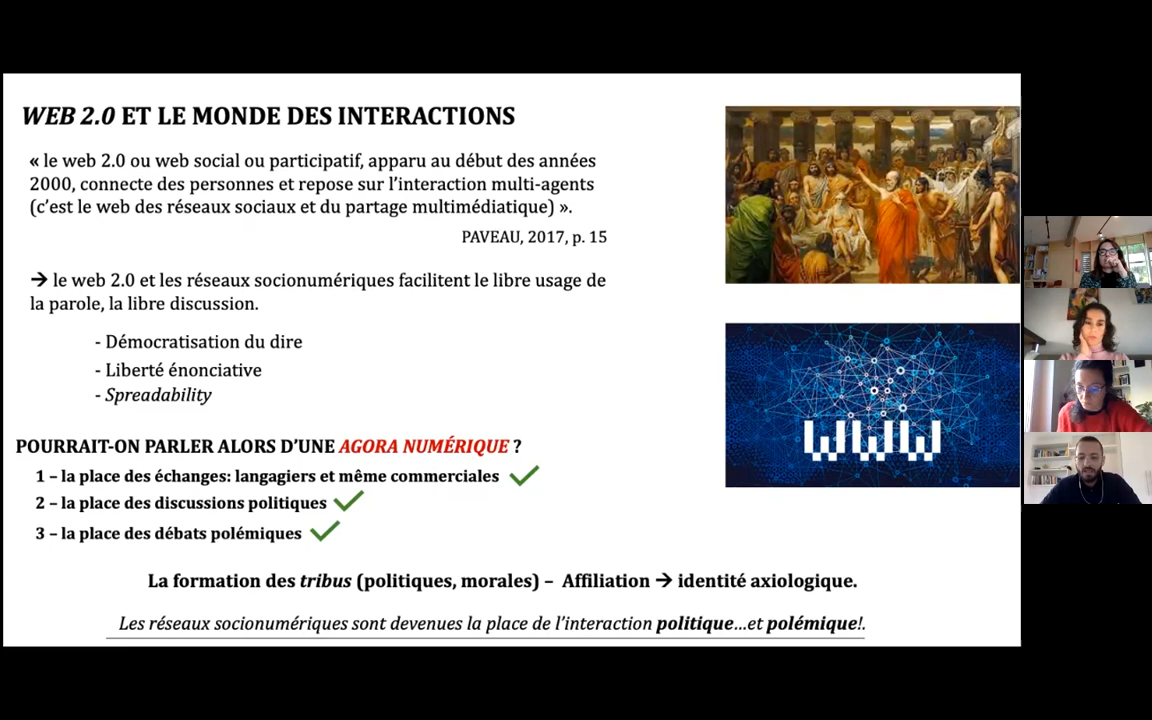 WEB 2.0 ET LE MONDE DES INTERACTIONS
« le web 2.0 ou web social ou participatif, apparu au début des années
2000, connecte des personnes et repose sur l’interaction multi-agents
(c’est le web des réseaux sociaux et du partage multimédiatique) ».
PAVEAU, 2017, p. 15
→ le web 2.0 et les réseaux socionumériques facilitent le libre usage de
la parole, la libre discussion.
- Démocratisation du dire
- Liberté énonciative
- Spreadability
POURRAIT-ON PARLER ALORS D’UNE AGORA NUMÉRIQUE ?
1 – la place des échanges: langagiers et même commerciales
2 – la place des discussions politiques
3 – la place des débats polémiques
La formation des tribus (politiques, morales) – Affiliation → identité axiologique.
Les réseaux socionumériques sont devenues la place de l’interaction politique...et polémique!.
WWW